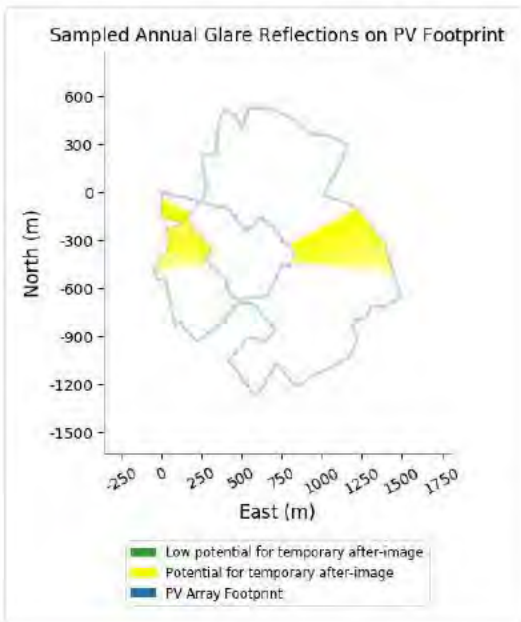 Sampled Annual Glare Reflections on PV Footprint
600
300
0
-300
-600
-900
-1200
-1500
North (m)
-250
0
250
500
750
1000
1250
1500
1750
East (m)
Low potential for temporary after-image
Potential for temporary after-image
PV Array Footprint